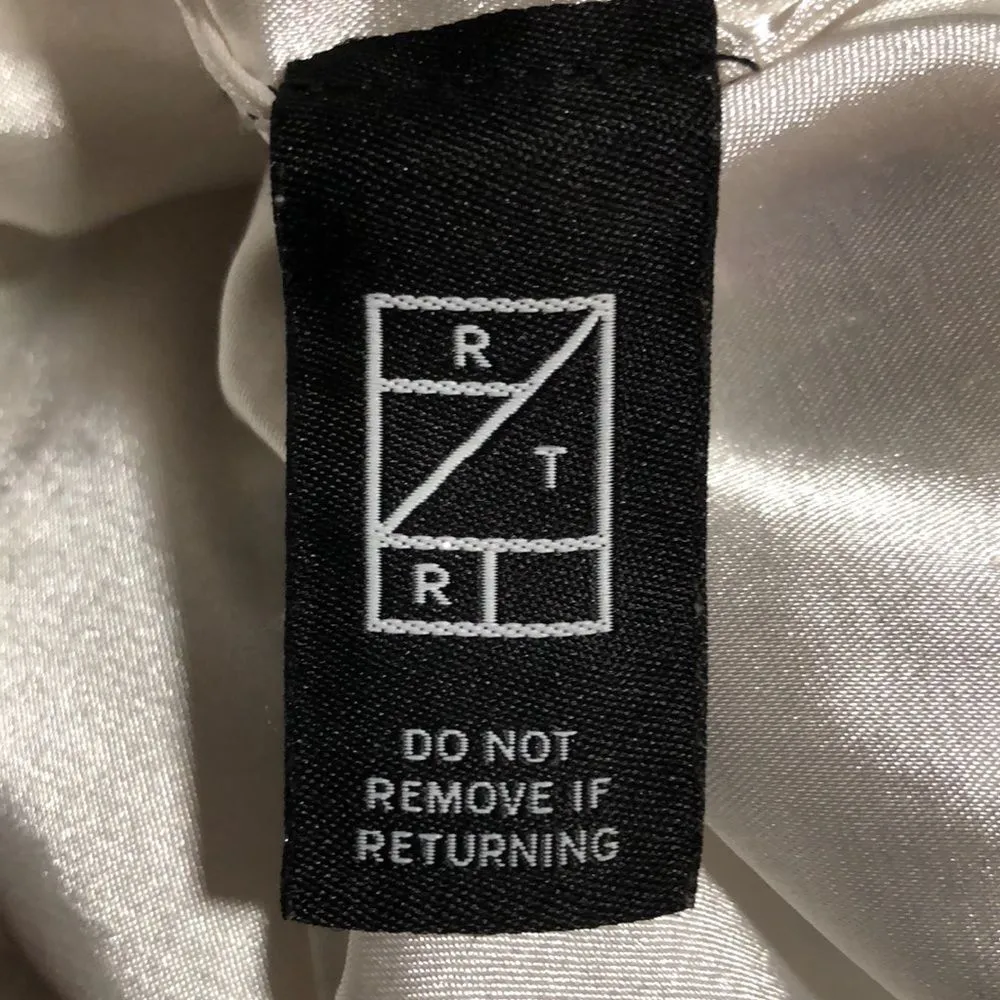 R
T
R
DO NOT
REMOVE IF
RETURNING